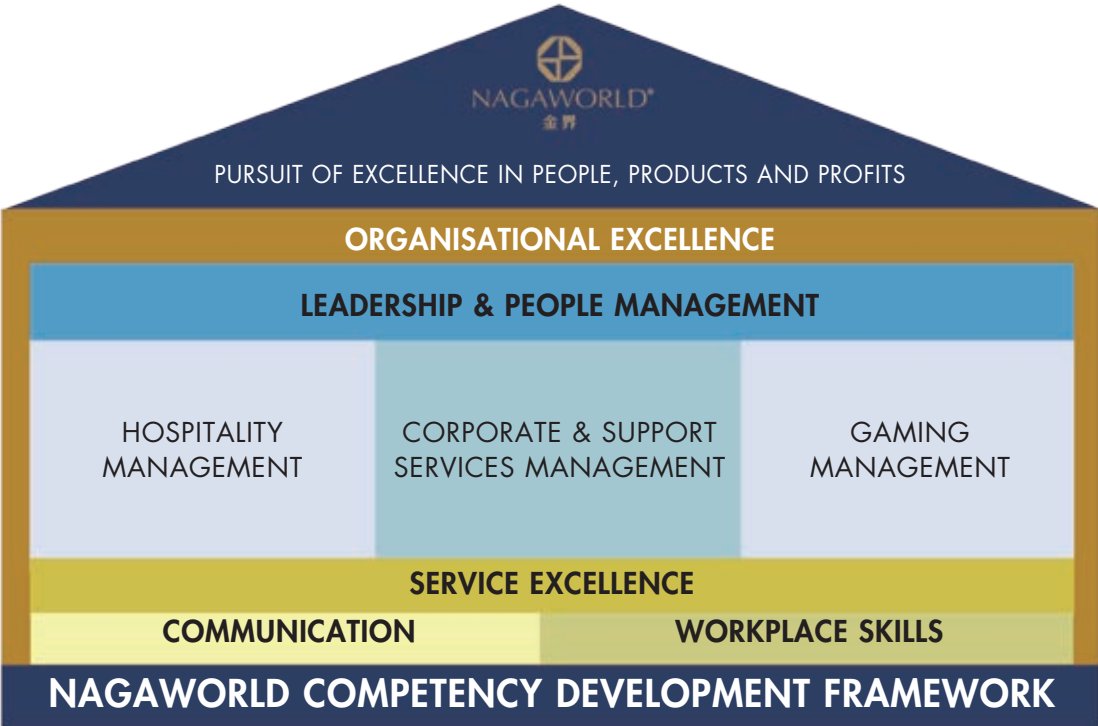 NAGAWORLD®
金界
PURSUIT OF EXCELLENCE IN PEOPLE, PRODUCTS AND PROFITS
ORGANISATIONAL EXCELLENCE
LEADERSHIP & PEOPLE MANAGEMENT
HOSPITALITY
MANAGEMENT
CORPORATE & SUPPORT
SERVICES MANAGEMENT
GAMING
MANAGEMENT
SERVICE EXCELLENCE
COMMUNICATION
WORKPLACE SKILLS
NAGAWORLD COMPETENCY DEVELOPMENT FRAMEWORK